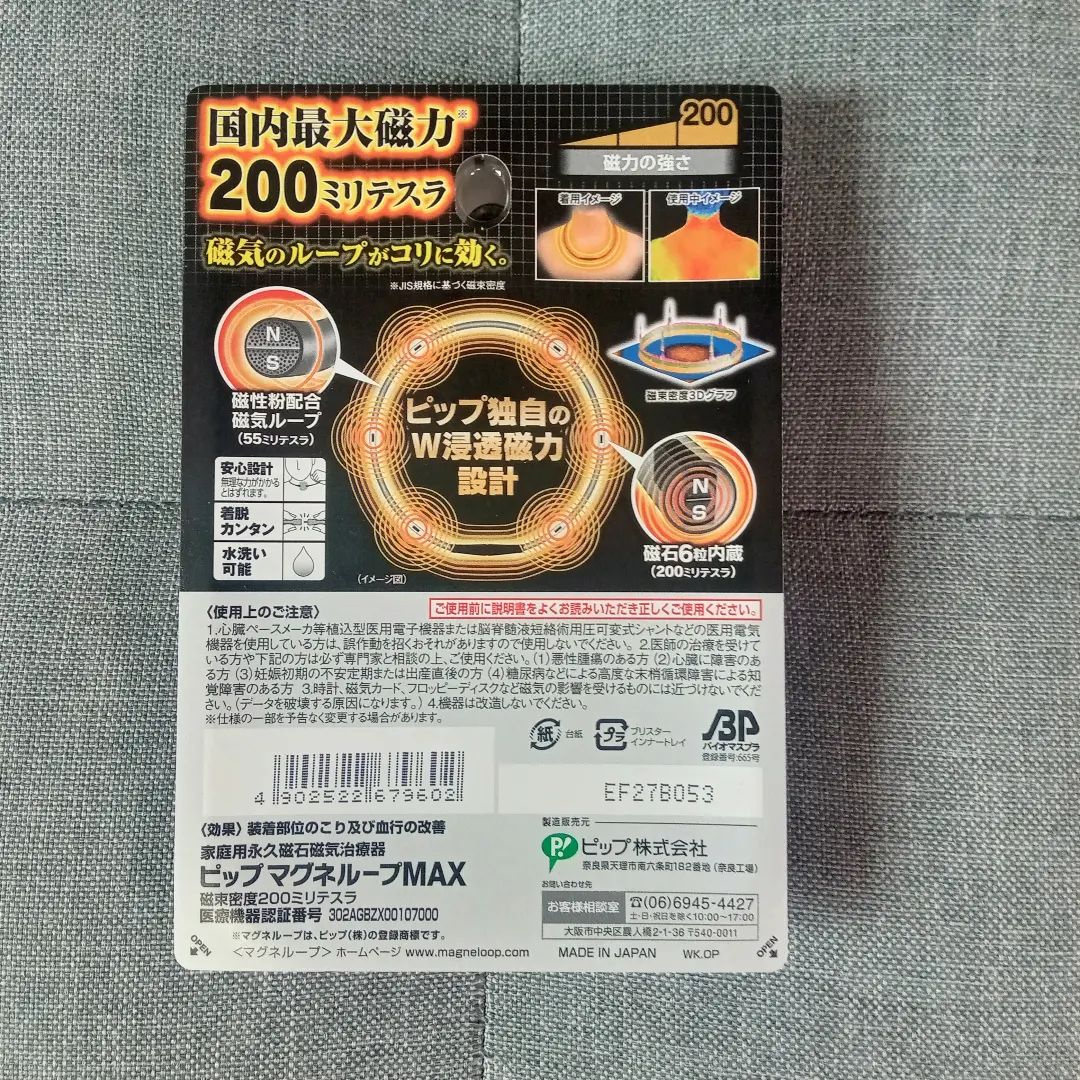 国内最大磁力※
200ミリテスラ
磁気のループがコリに効く。
※JIS規格に基づく磁束密度
200
磁力の強さ
着用イメージ
使用中イメージ
N
S
磁性粉配合
磁気ループ
(55ミリテスラ)
ピップ独自の
W浸透磁力
設計
磁束密度3Dグラフ
N
S
磁石6粒内蔵
(200ミリテスラ)
安心設計
無理な力がかかる
とはずれます。
着脱
カンタン
水洗い
可能
(イメージ図)
〈使用上のご注意〉
ご使用前に説明書をよくお読みいただき正しくご使用ください。
1.心臓ペースメーカ等植込型医用電子機器または脳脊髄液短絡術用圧可変式シャントなどの医用電気
機器を使用している方は、誤作動を招くおそれがありますので使用しないでください。2.医師の治療を受けて
いる方や下記の方は必ず専門家と相談の上、ご使用ください。(1)悪性腫瘍のある方 (2)心臓に障害のあ
る方 (3)妊娠初期の不安定期または出産直後の方 (4)糖尿病などによる高度な末梢循環障害による知
覚障害のある方 3.時計、磁気カード、フロッピーディスクなど磁気の影響を受けるものには近づけないでくだ
さい。(データを破壊する原因になります。) 4.機器は改造しないでください。
※仕様の一部を予告なく変更する場合があります。
紙
台紙
プラ
ブリスター
インナートレイ
BP
バイオマスプラ
登録番号:665号
4 902522 679602
EF27B053
〈効果〉装着部位のこり及び血行の改善
家庭用永久磁石磁気治療器
ピップ マグネループMAX
磁束密度200ミリテスラ
医療機器認証番号 302AGBZX00107000
※マグネループは、ピップ(株)の登録商標です。
<マグネループ> ホームページ www.magneloop.com
製造販売元
P!
ピップ株式会社
奈良県天理市南六条町182番地 (奈良工場)
お問い合わせ先
お客様相談室
☎(06)6945-4427
土・日・祝日を除く10:00~17:00
大阪市中央区農人橋2-1-36 〒540-0011
MADE IN JAPAN
WK.OP
OPEN
OPEN